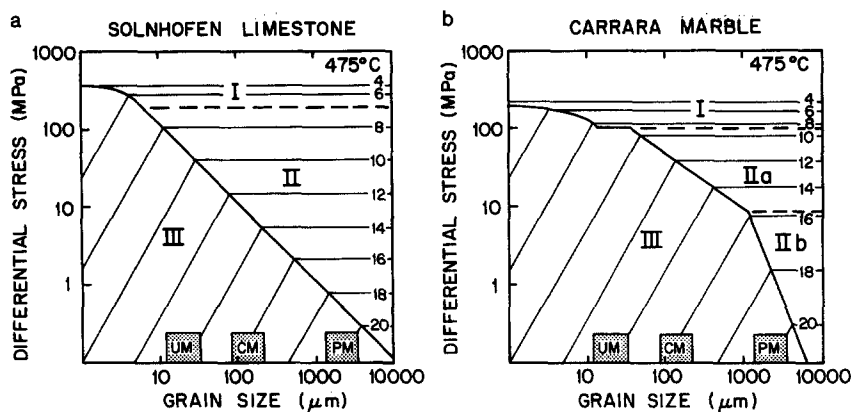 a
SOLNHOFEN LIMESTONE
DIFFERENTIAL STRESS (MPa)
1000
100
10
1
475°C
4
6
I
8
10
II
12
14
III
16
18
20
UM
CM
PM
10
100
1000
10000
GRAIN SIZE (μm)
b
CARRARA MARBLE
DIFFERENTIAL STRESS (MPa)
1000
100
10
1
475°C
4
6
I
8
10
12
IIa
14
16
III
IIb
18
20
UM
CM
PM
10
100
1000
10000
GRAIN SIZE (μm)